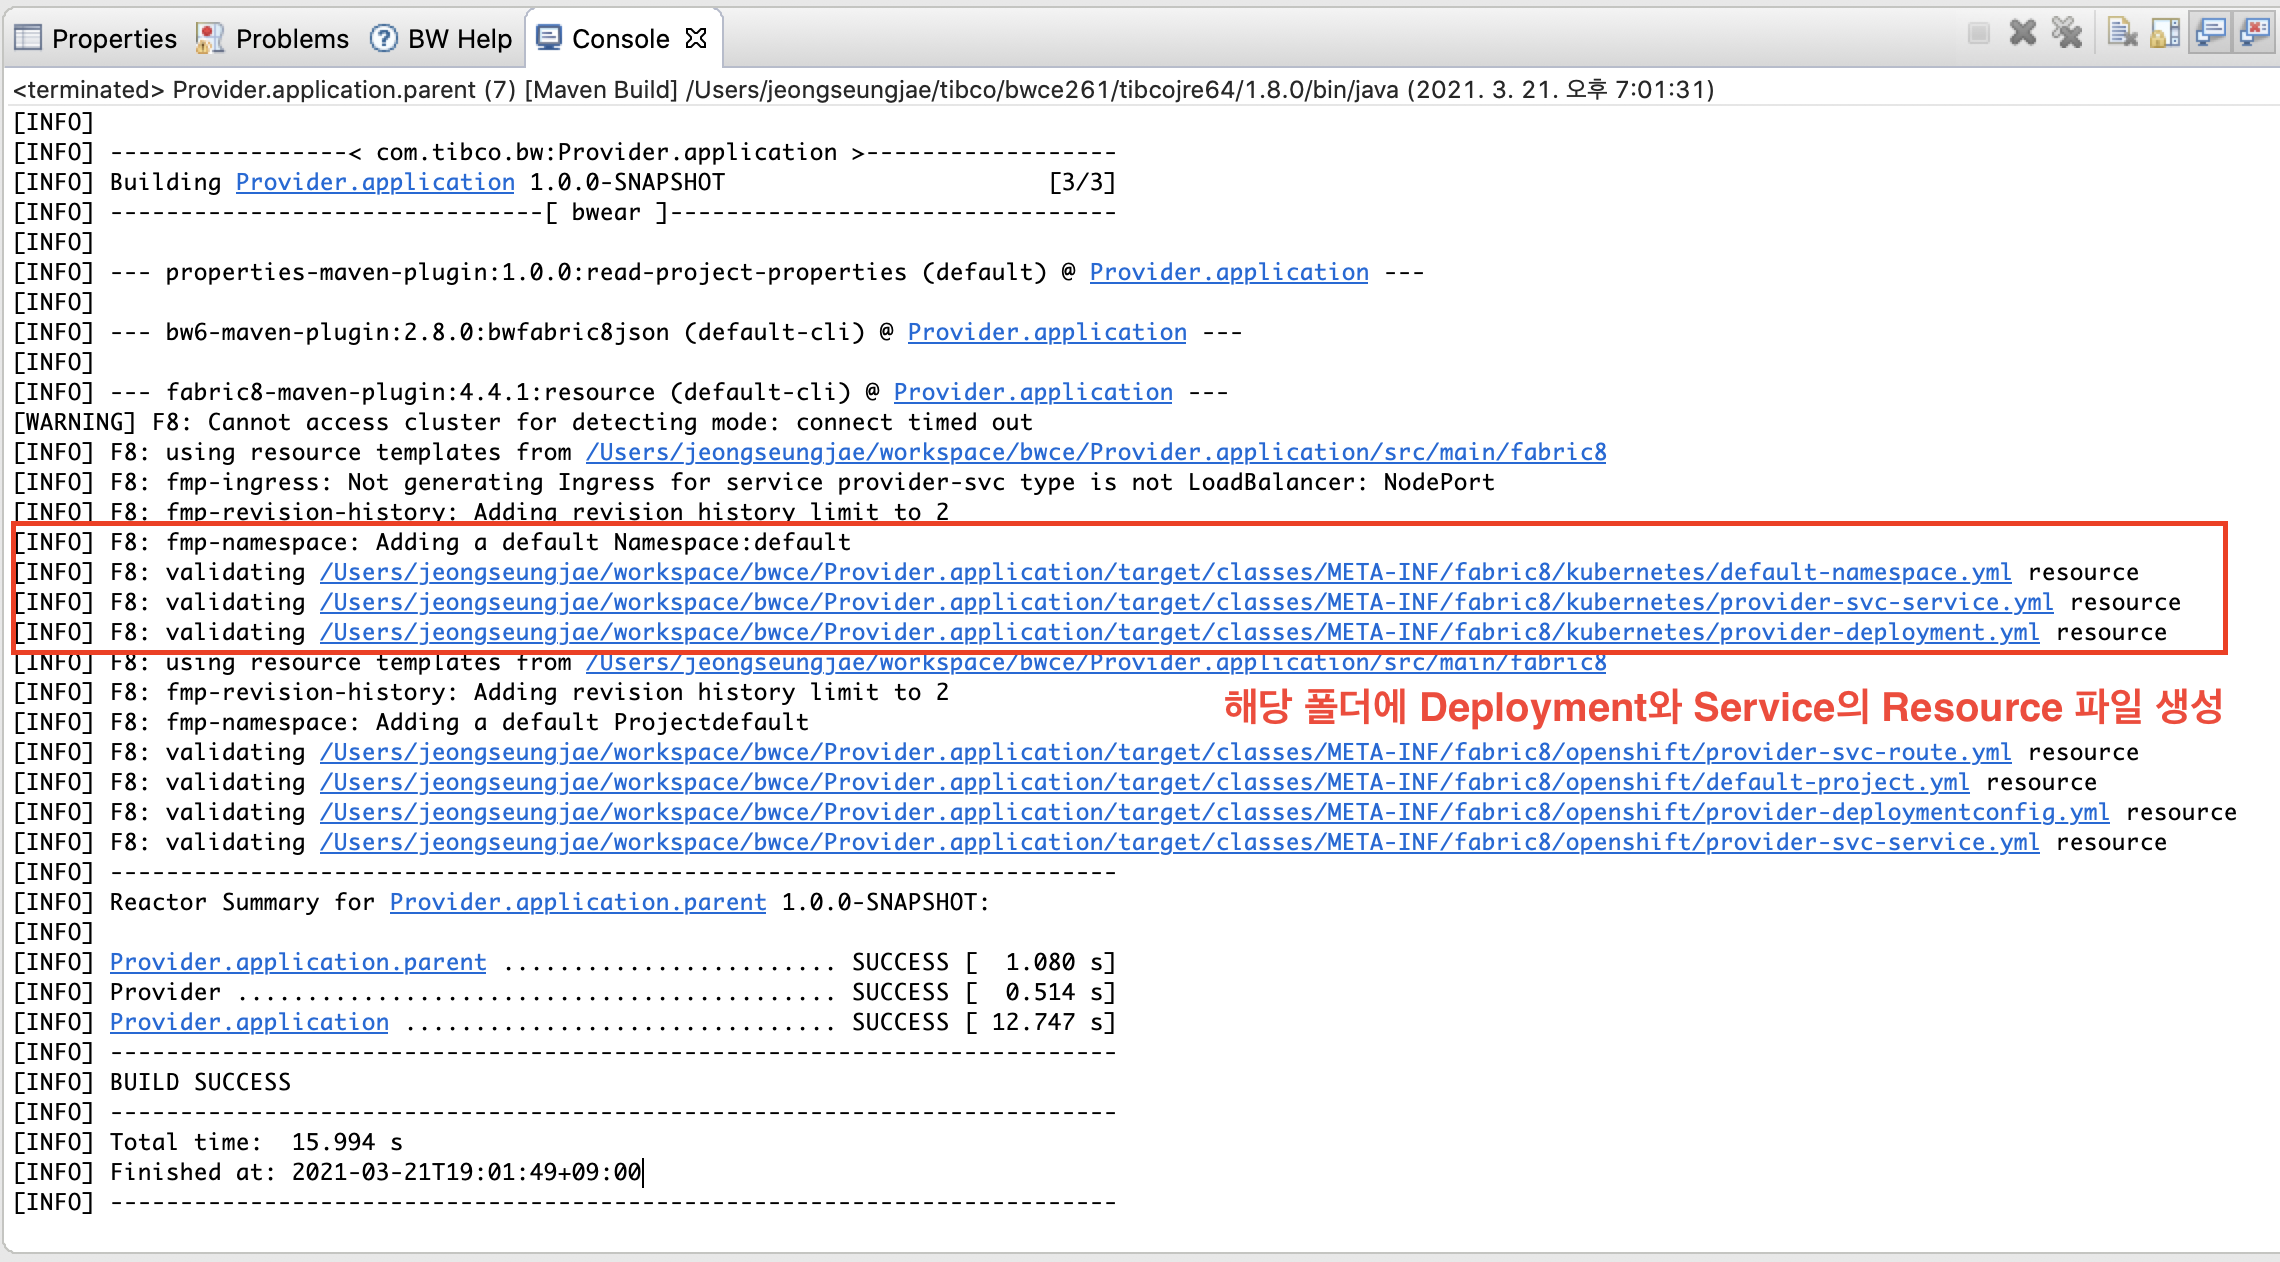 Properties Problems BW Help Console
<terminated> Provider.application.parent (7) [Maven Build] /Users/jeongseungjae/tibco/bwce261/tibcojre64/1.8.0/bin/java (2021. 3. 21. 오후 7:01:31)
[INFO]
[INFO] -----------------< com.tibco.bw:Provider.application >------------------
[INFO] Building Provider.application 1.0.0-SNAPSHOT [3/3]
[INFO] -------------------------------[ bwear ]--------------------------------
[INFO]
[INFO] --- properties-maven-plugin:1.0.0:read-project-properties (default) @ Provider.application ---
[INFO]
[INFO] --- bw6-maven-plugin:2.8.0:bwfabric8json (default-cli) @ Provider.application ---
[INFO]
[INFO] --- fabric8-maven-plugin:4.4.1:resource (default-cli) @ Provider.application ---
[WARNING] F8: Cannot access cluster for detecting mode: connect timed out
[INFO] F8: using resource templates from /Users/jeongseungjae/workspace/bwce/Provider.application/src/main/fabric8
[INFO] F8: fmp-ingress: Not generating Ingress for service provider-svc type is not LoadBalancer: NodePort
[INFO] F8: fmp-revision-history: Adding revision history limit to 2
[INFO] F8: fmp-namespace: Adding a default Namespace:default
[INFO] F8: validating /Users/jeongseungjae/workspace/bwce/Provider.application/target/classes/META-INF/fabric8/kubernetes/default-namespace.yml resource
[INFO] F8: validating /Users/jeongseungjae/workspace/bwce/Provider.application/target/classes/META-INF/fabric8/kubernetes/provider-svc-service.yml resource
[INFO] F8: validating /Users/jeongseungjae/workspace/bwce/Provider.application/target/classes/META-INF/fabric8/kubernetes/provider-deployment.yml resource
[INFO] F8: using resource templates from /Users/jeongseungjae/workspace/bwce/Provider.application/src/main/fabric8
[INFO] F8: fmp-revision-history: Adding revision history limit to 2
해당 폴더에 Deployment와 Service의 Resource 파일 생성
[INFO] F8: fmp-namespace: Adding a default Projectdefault
[INFO] F8: validating /Users/jeongseungjae/workspace/bwce/Provider.application/target/classes/META-INF/fabric8/openshift/provider-svc-route.yml resource
[INFO] F8: validating /Users/jeongseungjae/workspace/bwce/Provider.application/target/classes/META-INF/fabric8/openshift/default-project.yml resource
[INFO] F8: validating /Users/jeongseungjae/workspace/bwce/Provider.application/target/classes/META-INF/fabric8/openshift/provider-deploymentconfig.yml resource
[INFO] F8: validating /Users/jeongseungjae/workspace/bwce/Provider.application/target/classes/META-INF/fabric8/openshift/provider-svc-service.yml resource
[INFO] ------------------------------------------------------------------------
[INFO] Reactor Summary for Provider.application.parent 1.0.0-SNAPSHOT:
[INFO]
[INFO] Provider.application.parent ........................ SUCCESS [  1.080 s]
[INFO] Provider ........................................... SUCCESS [  0.514 s]
[INFO] Provider.application ............................... SUCCESS [ 12.747 s]
[INFO] ------------------------------------------------------------------------
[INFO] BUILD SUCCESS
[INFO] ------------------------------------------------------------------------
[INFO] Total time:  15.994 s
[INFO] Finished at: 2021-03-21T19:01:49+09:00
[INFO] ------------------------------------------------------------------------